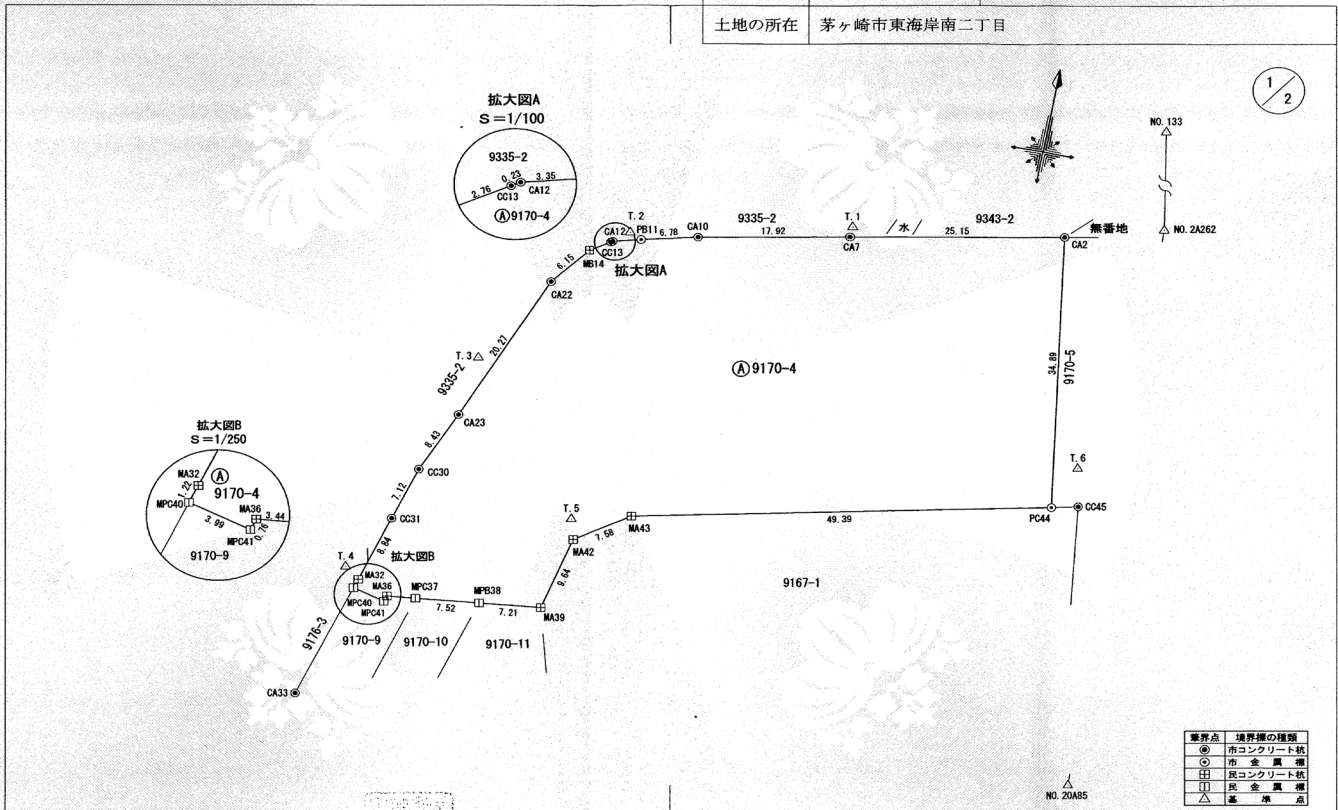 土地の所在 茅ヶ崎市東海岸南二丁目
1/2
拡大図A
S=1/100
9335-2
0.23
3.35
2.76
CC13
CA12
Ⓐ9170-4
NO.133
NO.2A262
T.2
CA12
PB11
6.78
CA10
9335-2
17.92
T.1
CA7
/水/
9343-2
25.15
無番地
CA2
CC13
MB14
拡大図A
6.15
CA22
20.27
T.3
9335-2
CA23
Ⓐ9170-4
34.89
9170-5
8.43
CC30
7.12
CC31
8.84
拡大図B
S=1/250
MA32
Ⓐ
9170-4
1.22
MPC40
MA36
3.44
3.99
0.76
MPC41
9170-9
T.4
拡大図B
MA32
MA36
MPC37
MPC40
MPC41
7.52
MPB38
7.21
MA39
9.64
T.5
MA42
7.58
MA43
49.39
PC44
CC45
T.6
9167-1
9176-3
9170-9
9170-10
9170-11
CA33
NO.20A85
筆界点 境界標の種類
◉ 市コンクリート杭
⊙ 市金属標
⊞ 民コンクリート杭
民金属標
△ 基準点